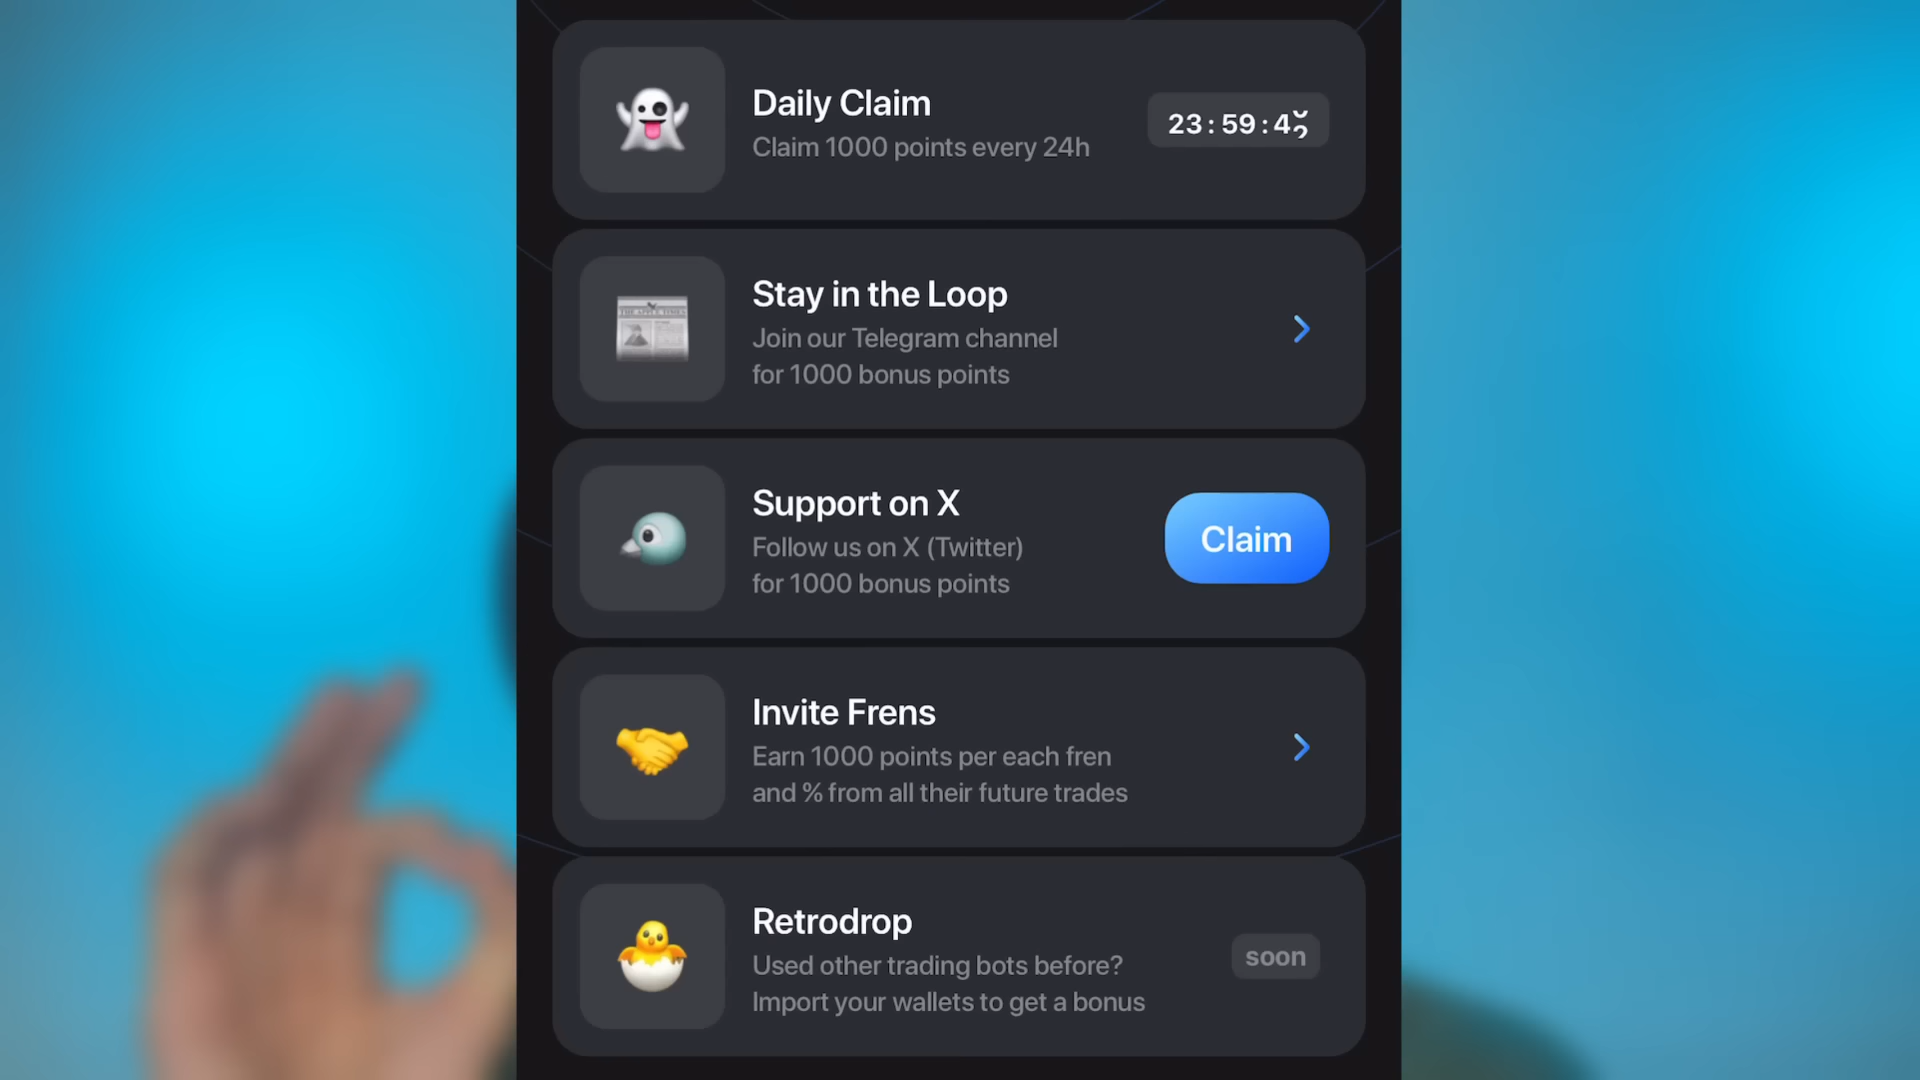 Daily Claim
Claim 1000 points every 24h
Stay in the Loop
Join our Telegram channel
for 1000 bonus points
Support on X
Follow us on X (Twitter)
for 1000 bonus points
Claim
Invite Frens
Earn 1000 points per each fren
and % from all their future trades
Retrodrop
Used other trading bots before?
Import your wallets to get a bonus
soon